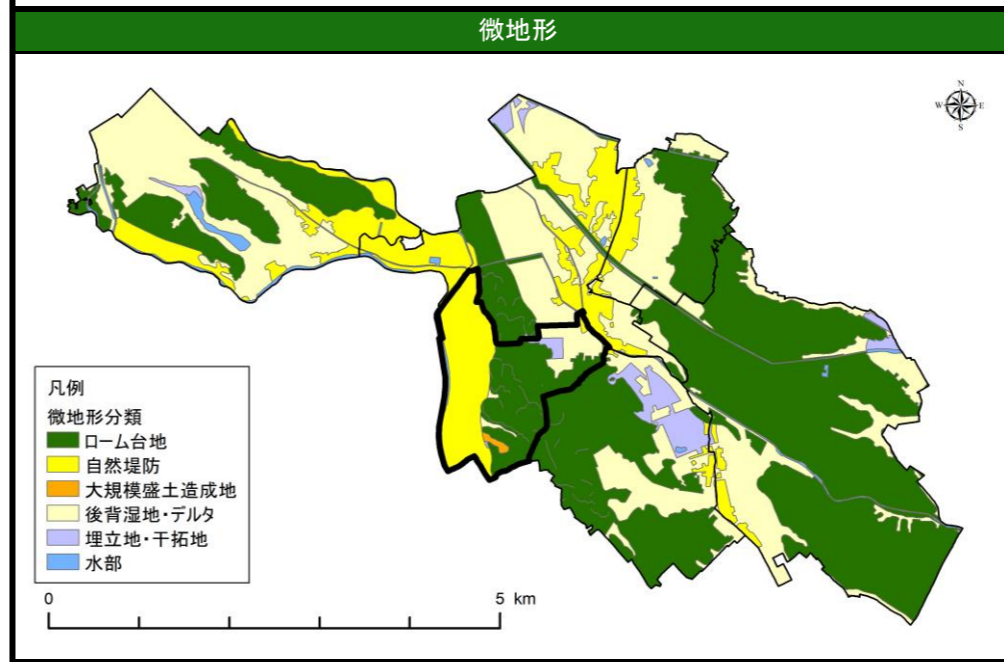 微地形
N
W E
S
凡例
微地形分類
ローム台地
自然堤防
大規模盛土造成地
後背湿地・デルタ
埋立地・干拓地
水部
0 5 km